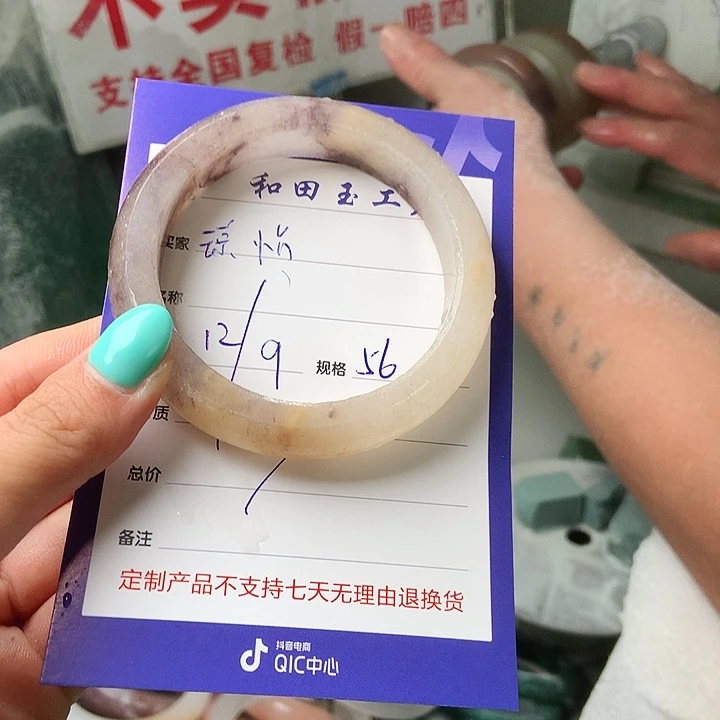 支持全国复检 假一赔四
和田玉工
买家 琼怡
名称
12/9 规格 56
质
总价
备注
定制产品不支持七天无理由退换货
抖音电商
QIC中心